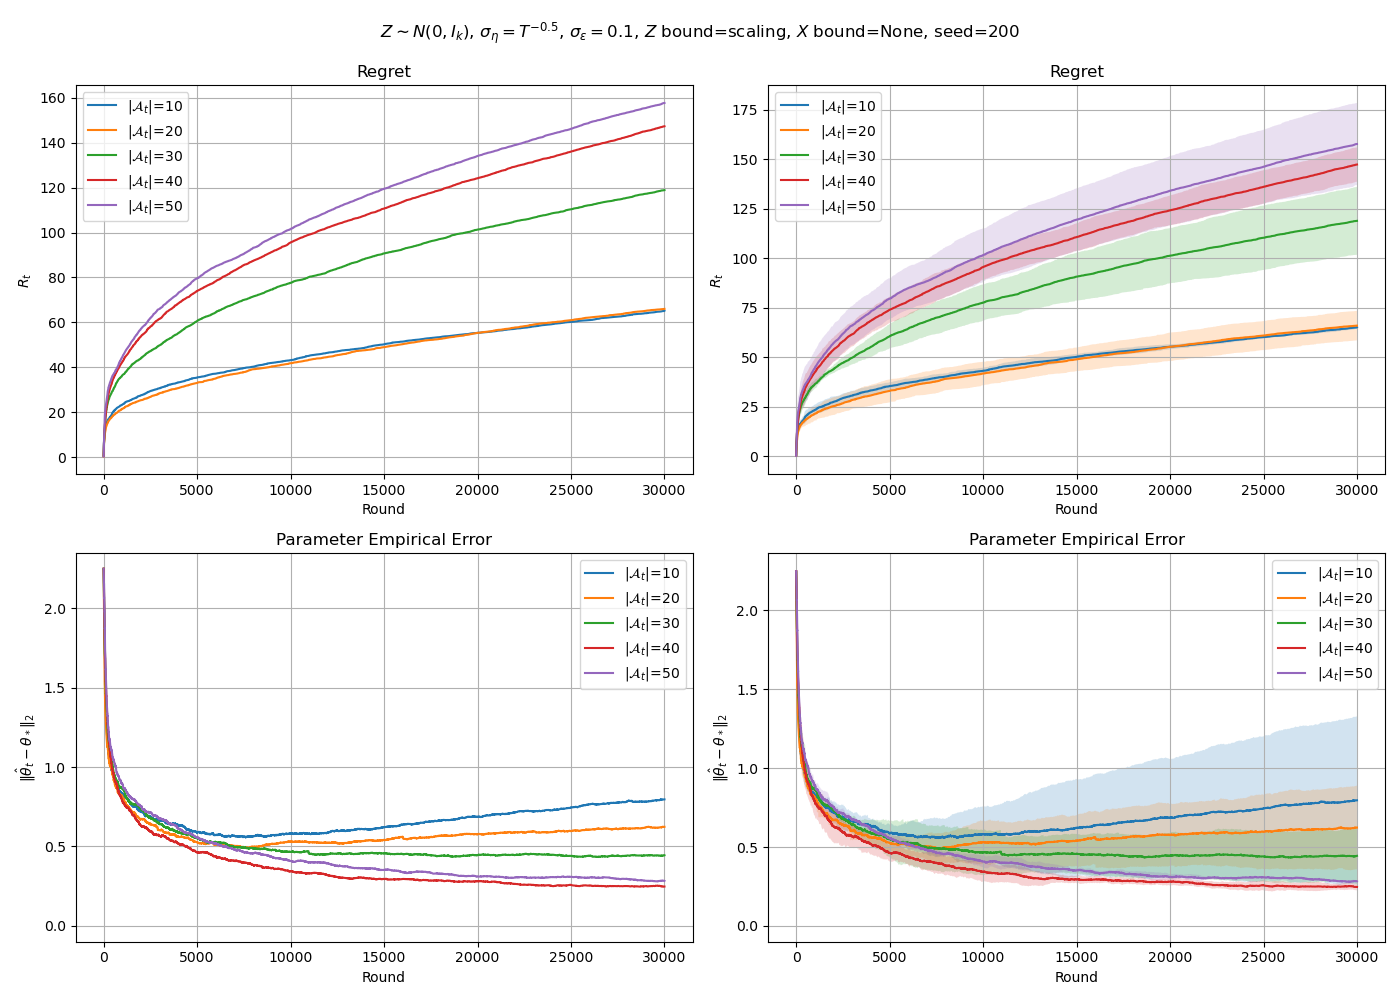 Z ∼ N(0, I_k), σ_η = T^{−0.5}, σ_ε = 0.1, Z bound=scaling, X bound=None, seed=200
Regret
R_t
160
140
120
100
80
60
40
20
0
|𝒜_t|=10
|𝒜_t|=20
|𝒜_t|=30
|𝒜_t|=40
|𝒜_t|=50
0 5000 10000 15000 20000 25000 30000
Round
Regret
R_t
175
150
125
100
75
50
25
0
|𝒜_t|=10
|𝒜_t|=20
|𝒜_t|=30
|𝒜_t|=40
|𝒜_t|=50
0 5000 10000 15000 20000 25000 30000
Round
Parameter Empirical Error
‖θ̂_t − θ_*‖_2
2.0
1.5
1.0
0.5
0.0
|𝒜_t|=10
|𝒜_t|=20
|𝒜_t|=30
|𝒜_t|=40
|𝒜_t|=50
0 5000 10000 15000 20000 25000 30000
Round
Parameter Empirical Error
‖θ̂_t − θ_*‖_2
2.0
1.5
1.0
0.5
0.0
|𝒜_t|=10
|𝒜_t|=20
|𝒜_t|=30
|𝒜_t|=40
|𝒜_t|=50
0 5000 10000 15000 20000 25000 30000
Round